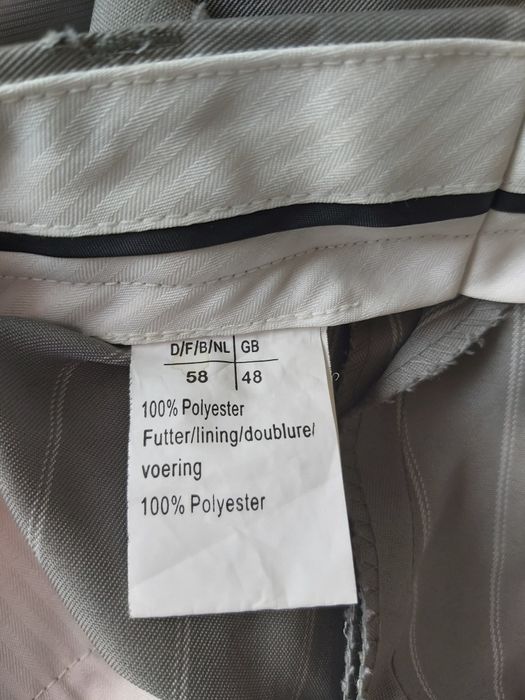 D/F/B/NL GB
58 48
100% Polyester
Futter/lining/doublure/
voering
100% Polyester